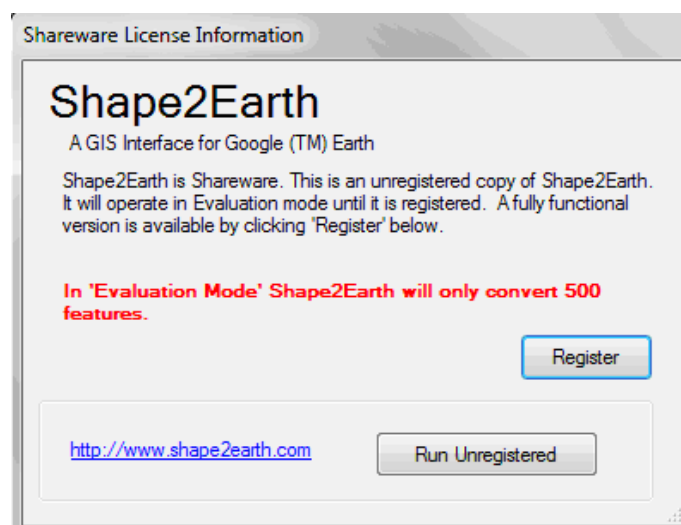 Shareware License Information
Shape2Earth
A GIS Interface for Google (TM) Earth
Shape2Earth is Shareware. This is an unregistered copy of Shape2Earth.
It will operate in Evaluation mode until it is registered.  A fully functional
version is available by clicking 'Register' below.
In 'Evaluation Mode' Shape2Earth will only convert 500
features.
Register
http://www.shape2earth.com
Run Unregistered